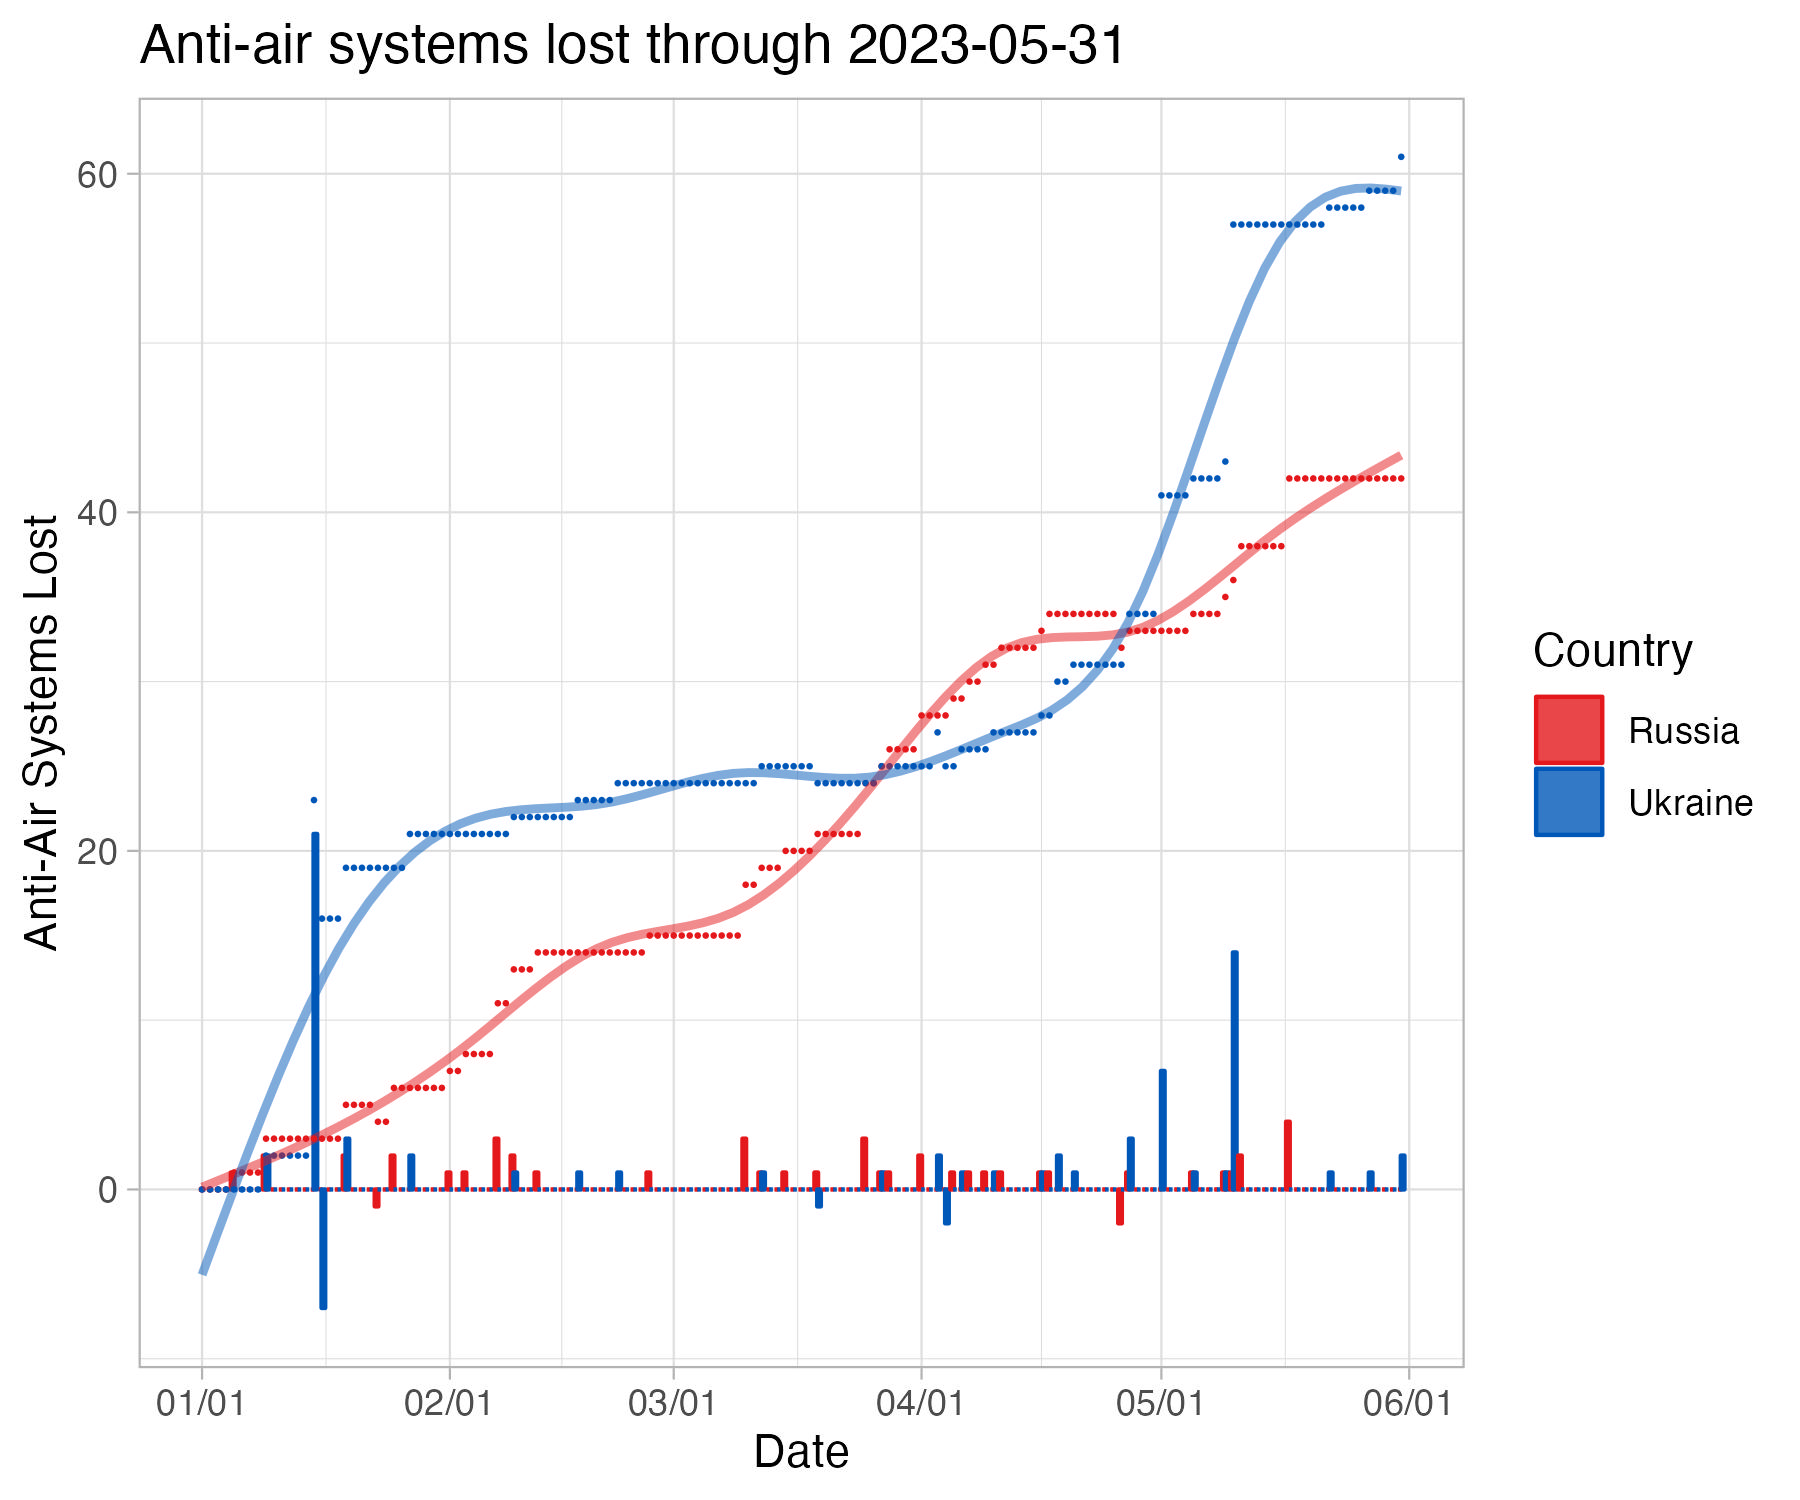 Anti-air systems lost through 2023-05-31
Anti-Air Systems Lost
60
40
20
0
01/01
02/01
03/01
04/01
05/01
06/01
Date
Country
Russia
Ukraine